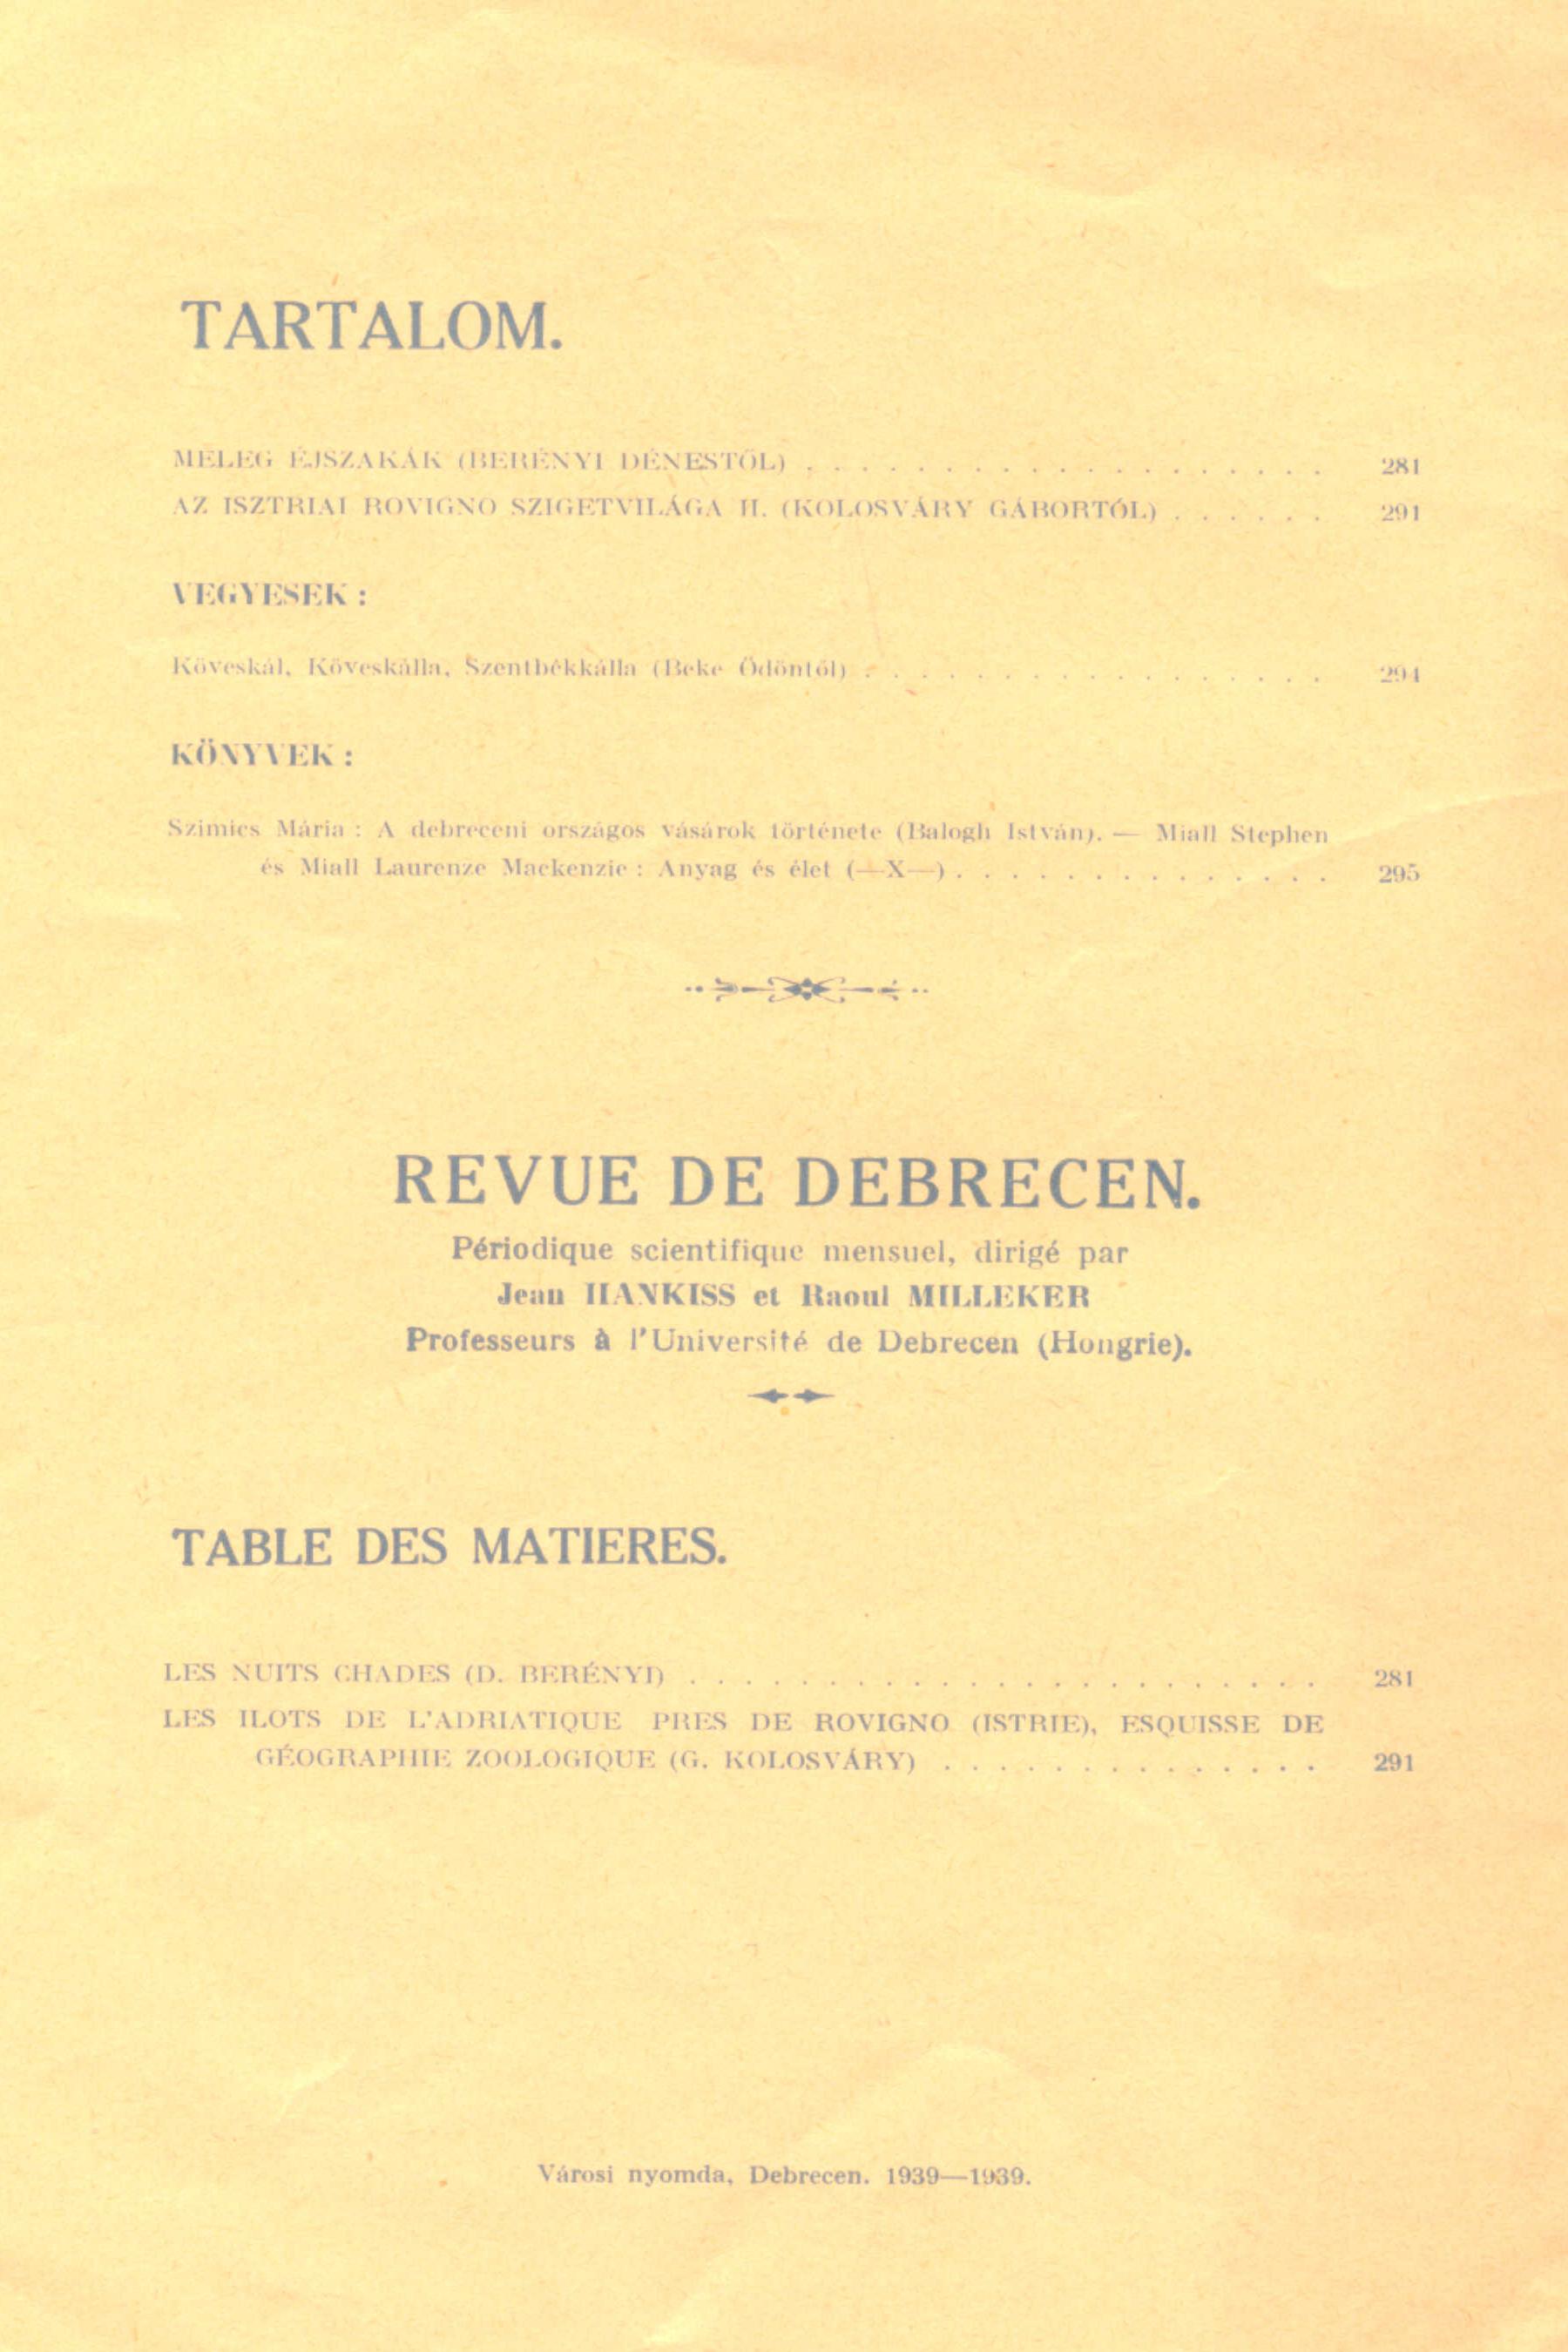 TARTALOM.
MELEG ÉJSZAKÁK (BERÉNYI DÉNESTŐL) . . . . . . . . . . . . . . . . . . . 281
AZ ISZTRIAI ROVIGNO SZIGETVILÁGA II. (KOLOSVÁRY GÁBORTÓL) . . . . . . 291
VEGYESEK :
Köveskál, Köveskálla, Szentbékkálla (Beke Ödöntől) . . . . . . . . . . . . . . . . . 294
KÖNYVEK :
Szimics Mária : A debreceni országos vásárok története (Balogh István). — Miall Stephen
és Miall Laurenze Mackenzie : Anyag és élet (—X—) . . . . . . . . . . . . . . 295
REVUE DE DEBRECEN.
Périodique scientifique mensuel, dirigé par
Jean HANKISS et Raoul MILLEKER
Professeurs à l'Université de Debrecen (Hongrie).
TABLE DES MATIERES.
LES NUITS CHADES (D. BERÉNYI) . . . . . . . . . . . . . . . . . . . . . . . 281
LES ILOTS DE L'ADRIATIQUE PRES DE ROVIGNO (ISTRIE), ESQUISSE DE
GÉOGRAPHIE ZOOLOGIQUE (G. KOLOSVÁRY) . . . . . . . . . . . . . . 291
Városi nyomda, Debrecen. 1939—1939.